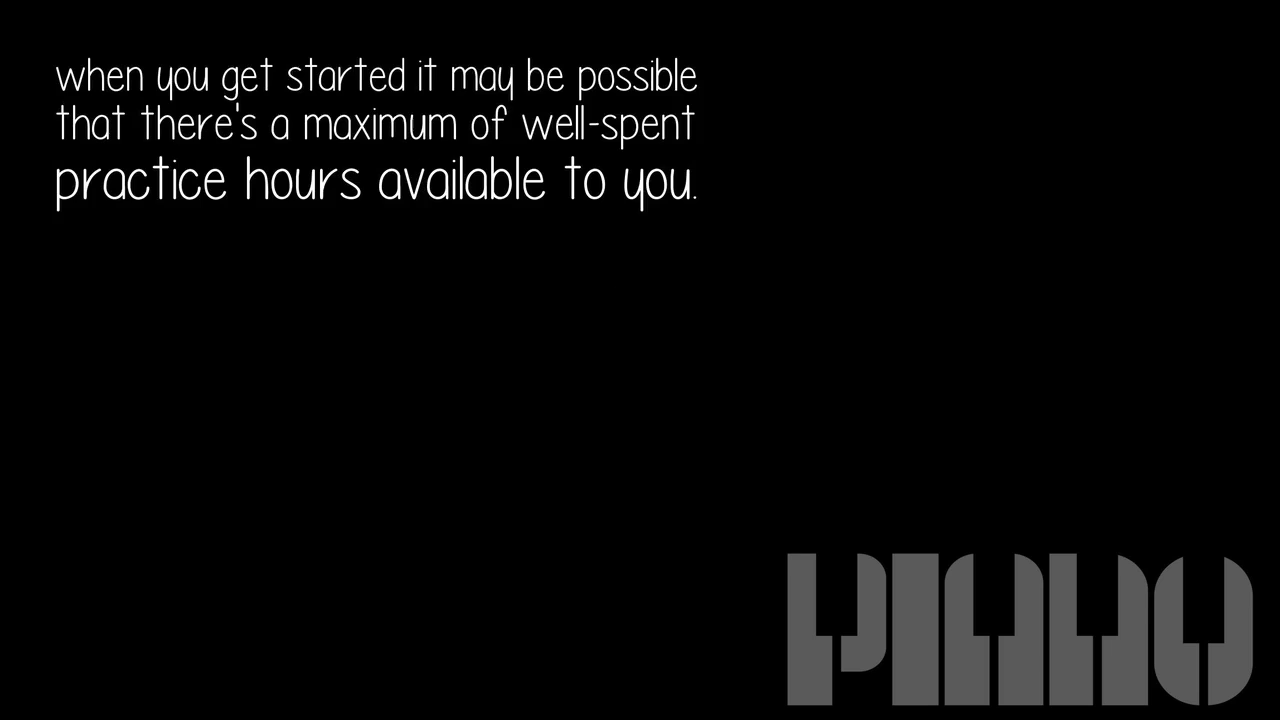 when you get started it may be possible
that there's a maximum of well-spent
practice hours available to you.
PIANO